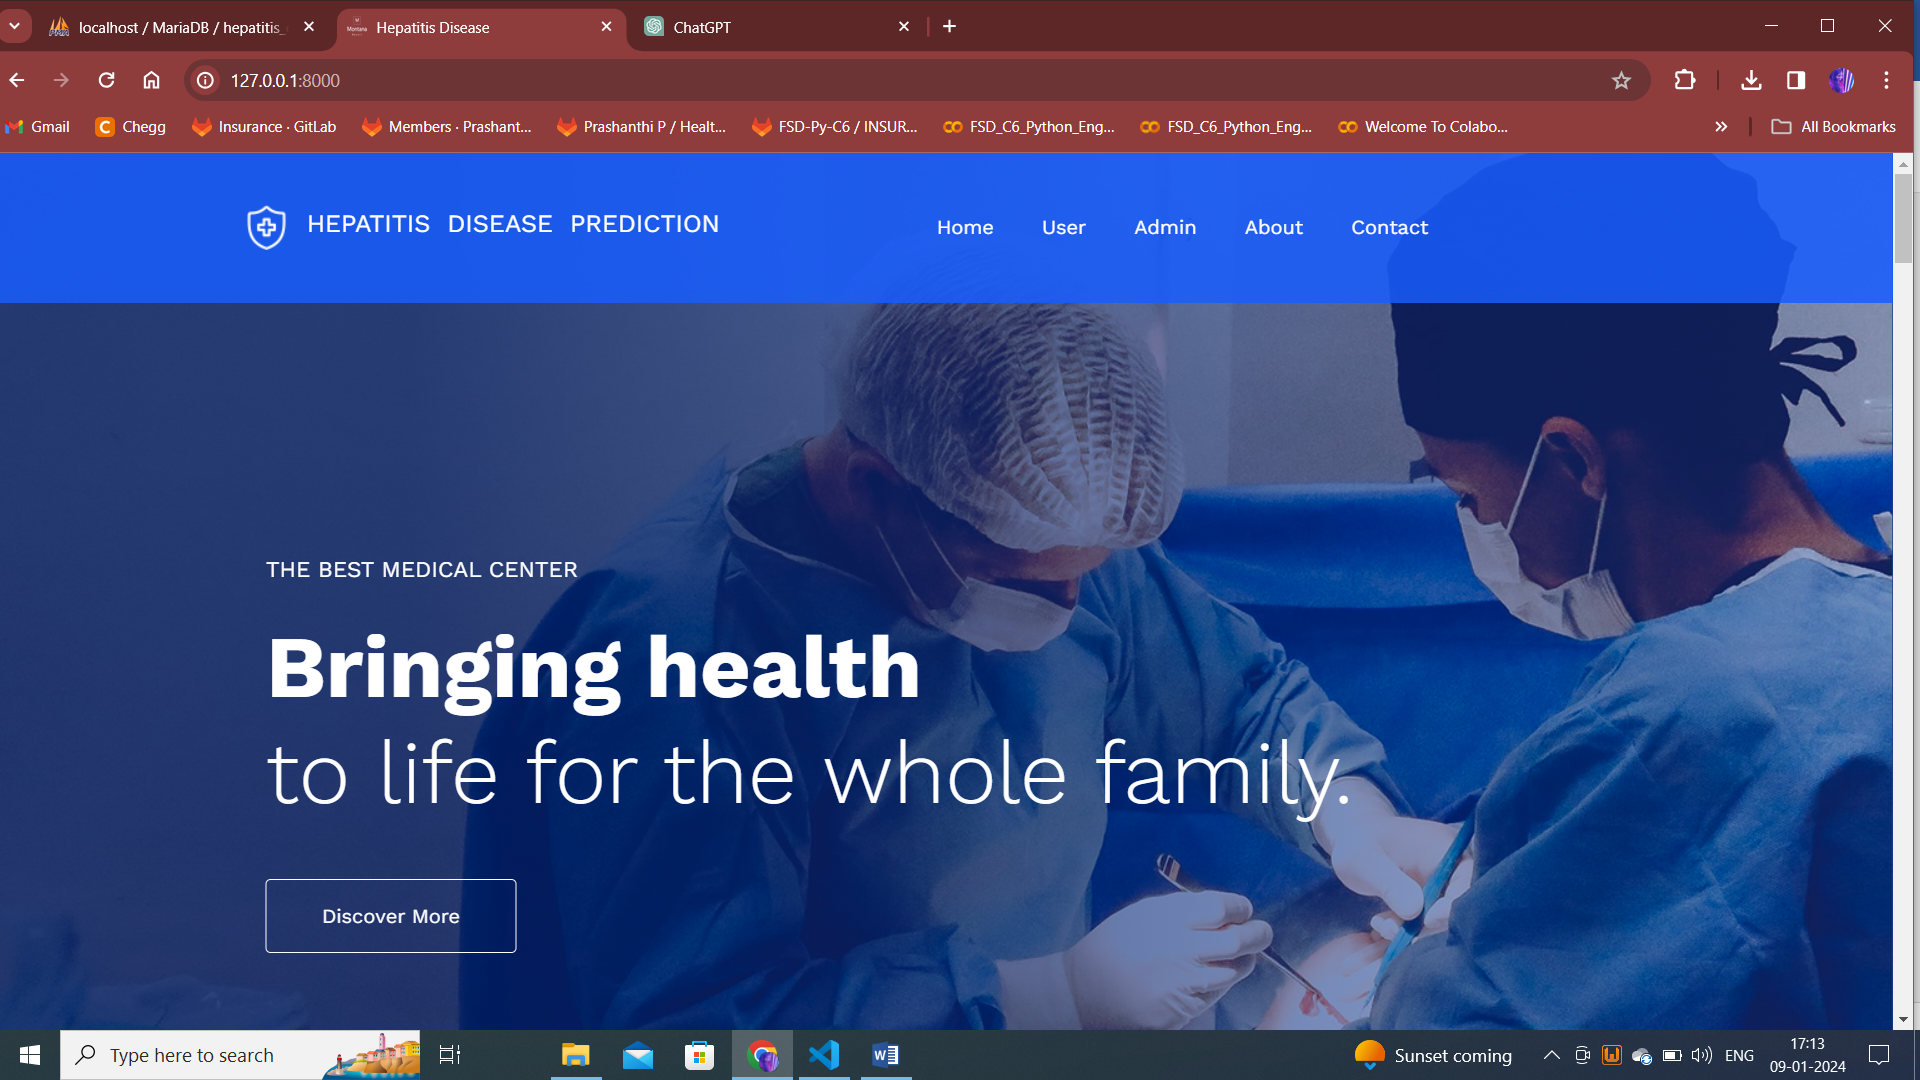 localhost / MariaDB / hepatitis_
Hepatitis Disease
ChatGPT
127.0.0.1:8000
Gmail
Chegg
Insurance · GitLab
Members · Prashant...
Prashanthi P / Healt...
FSD-Py-C6 / INSUR...
FSD_C6_Python_Eng...
FSD_C6_Python_Eng...
Welcome To Colabo...
All Bookmarks
HEPATITIS DISEASE PREDICTION
Home
User
Admin
About
Contact
THE BEST MEDICAL CENTER
Bringing health
to life for the whole family.
Discover More
Type here to search
Sunset coming
ENG
17:13
09-01-2024